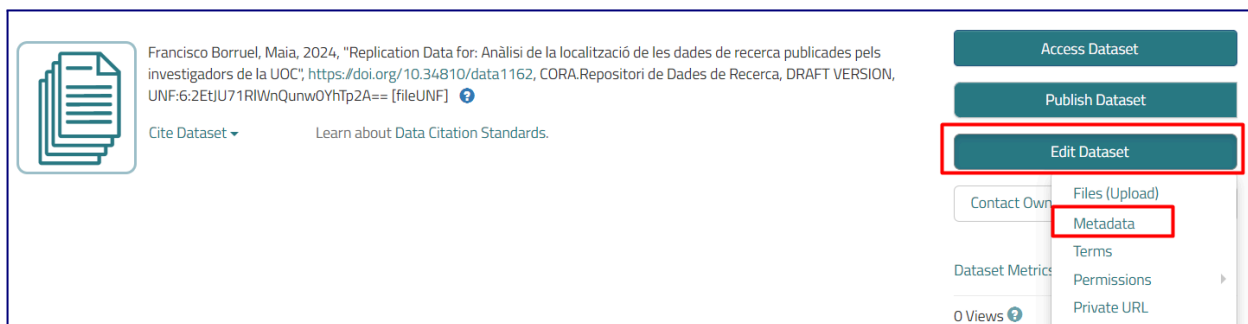 Francisco Borruel, Maia, 2024, "Replication Data for: Anàlisi de la localització de les dades de recerca publicades pels
investigadors de la UOC", https://doi.org/10.34810/data1162, CORA.Repositori de Dades de Recerca, DRAFT VERSION,
UNF:6:2EtJU71RlWnQunw0YhTp2A== [fileUNF] ?
Cite Dataset
Learn about Data Citation Standards.
Access Dataset
Publish Dataset
Edit Dataset
Files (Upload)
Contact Own
Metadata
Terms
Dataset Metrics
Permissions
Private URL
0 Views ?